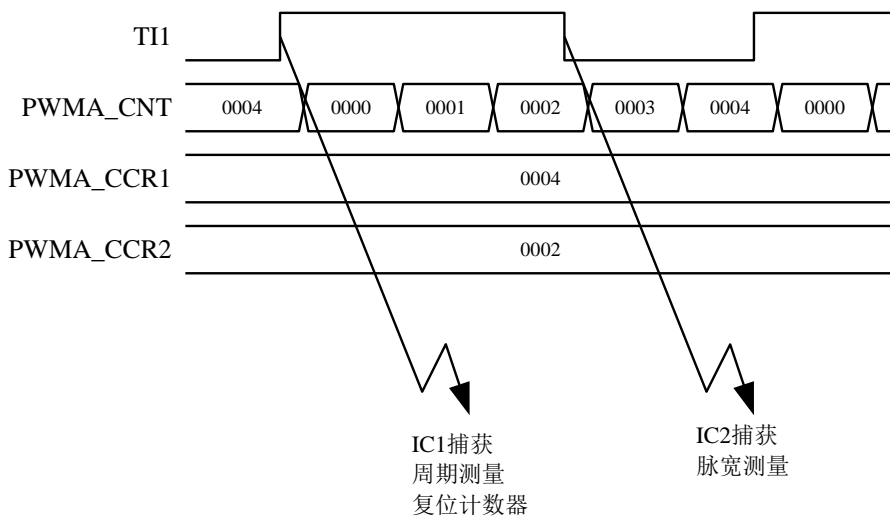 TI1
PWMA_CNT 0004 0000 0001 0002 0003 0004 0000
PWMA_CCR1 0004
PWMA_CCR2 0002
IC1捕获
周期测量
复位计数器
IC2捕获
脉宽测量